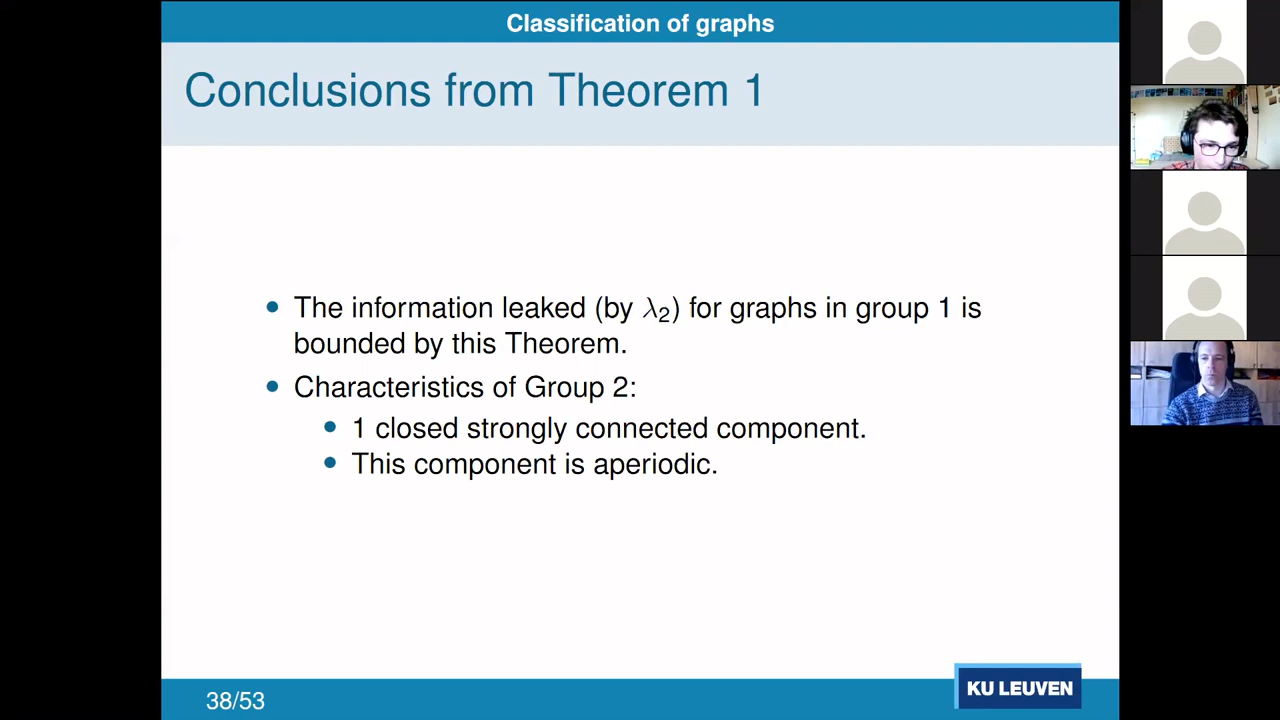 Classification of graphs
Conclusions from Theorem 1
• The information leaked (by λ₂) for graphs in group 1 is
bounded by this Theorem.
• Characteristics of Group 2:
• 1 closed strongly connected component.
• This component is aperiodic.
38/53
KU LEUVEN